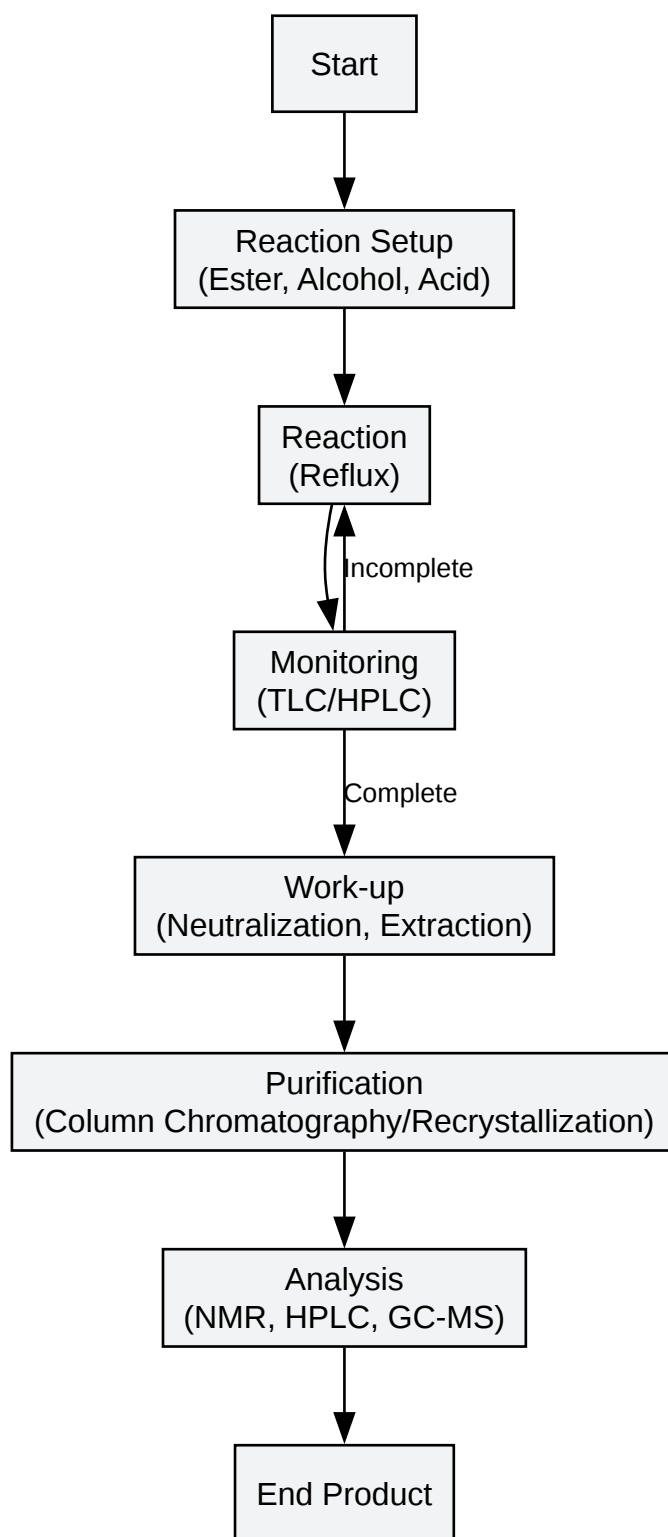 Start
Reaction Setup
(Ester, Alcohol, Acid)
Reaction
(Reflux)
Incomplete
Monitoring
(TLC/HPLC)
Complete
Work-up
(Neutralization, Extraction)
Purification
(Column Chromatography/Recrystallization)
Analysis
(NMR, HPLC, GC-MS)
End Product